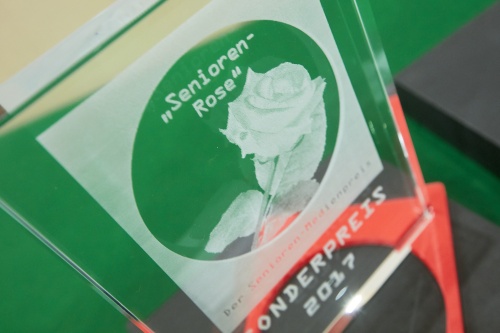 „Senioren-
Rose“
Der Senioren-Medienpreis
ONDERPREIS
2017